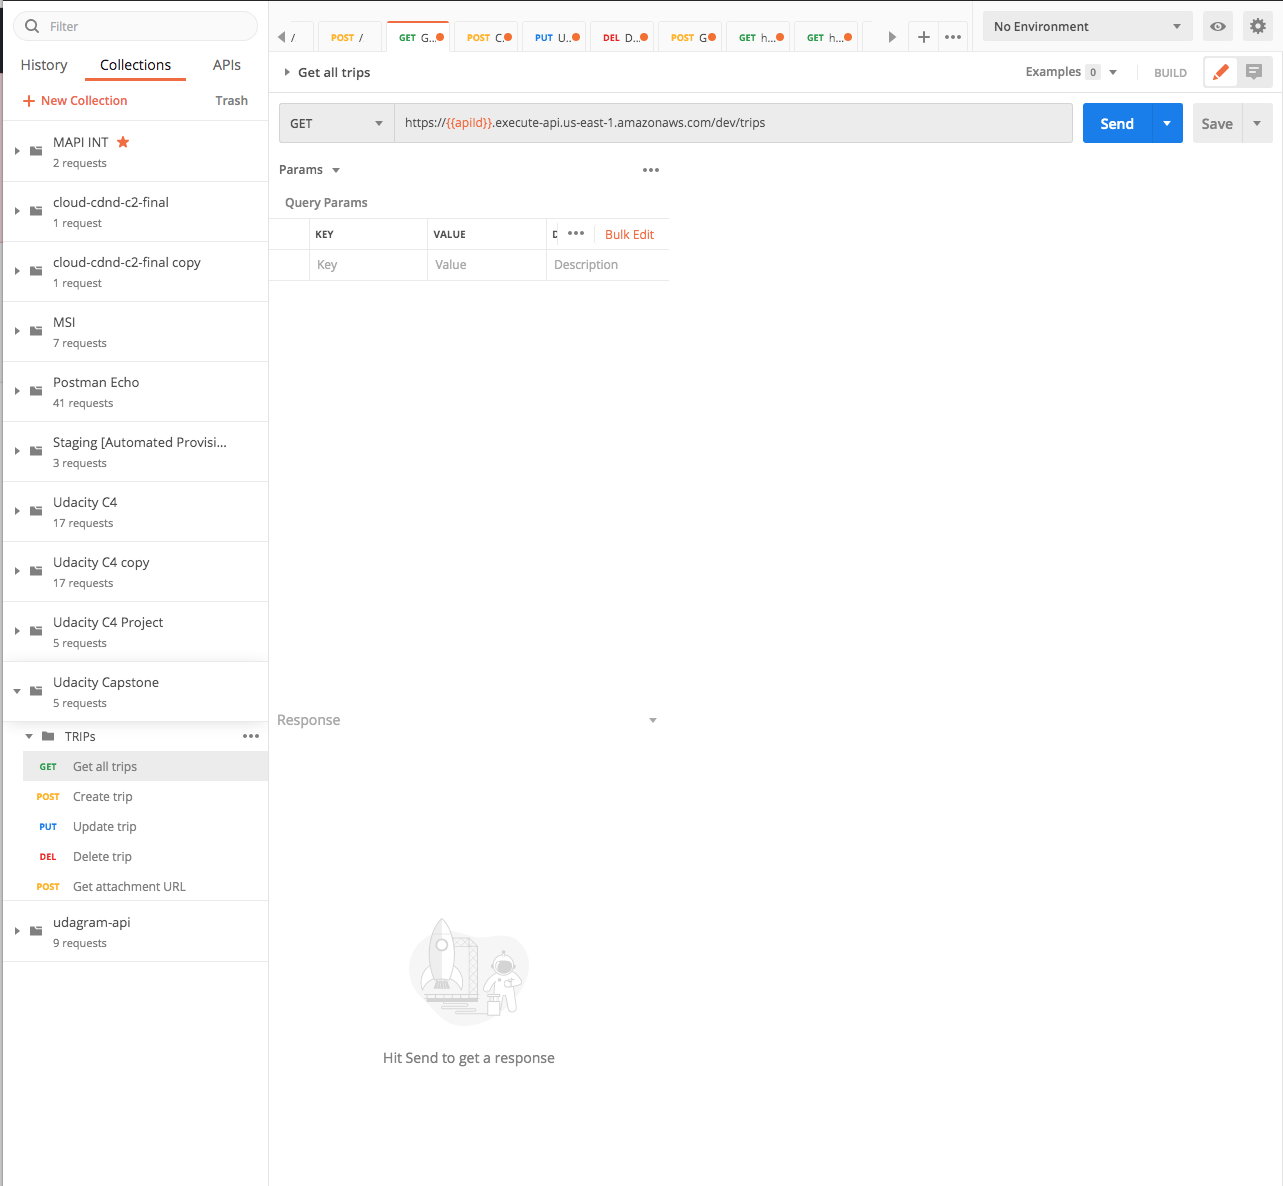 Filter
History Collections APIs
+ New Collection Trash
MAPI INT
2 requests
cloud-cdnd-c2-final
1 request
cloud-cdnd-c2-final copy
1 request
MSI
7 requests
Postman Echo
41 requests
Staging [Automated Provisi...
3 requests
Udacity C4
17 requests
Udacity C4 copy
17 requests
Udacity C4 Project
5 requests
Udacity Capstone
5 requests
TRIPs
GET Get all trips
POST Create trip
PUT Update trip
DEL Delete trip
POST Get attachment URL
udagram-api
9 requests
/ POST / GET G... POST C. PUT U.. DEL D... POST G GET h... GET h... + ...
No Environment
Get all trips
Examples 0 BUILD
GET https://{{apiId}}.execute-api.us-east-1.amazonaws.com/dev/trips Send Save
Params
Query Params
KEY VALUE D ... Bulk Edit
Key Value Description
Response
Hit Send to get a response